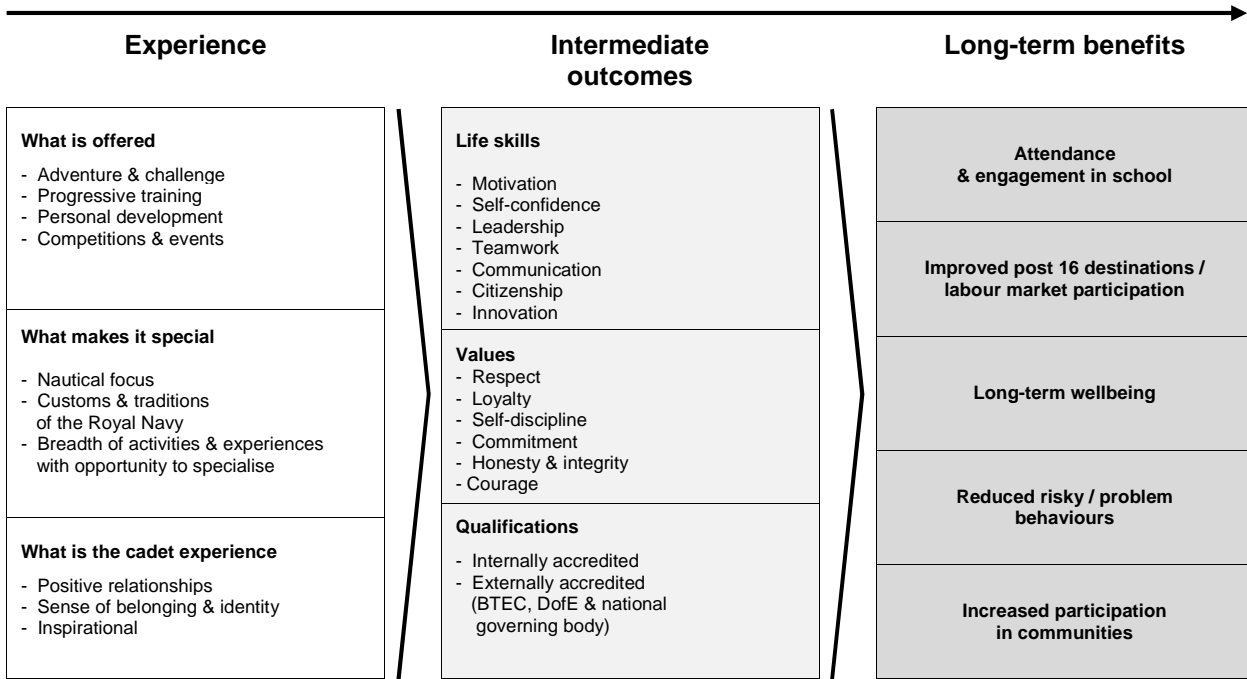 Experience
Intermediate
outcomes
Long-term benefits
What is offered
- Adventure & challenge
- Progressive training
- Personal development
- Competitions & events
What makes it special
- Nautical focus
- Customs & traditions
of the Royal Navy
- Breadth of activities & experiences
with opportunity to specialise
What is the cadet experience
- Positive relationships
- Sense of belonging & identity
- Inspirational
Life skills
- Motivation
- Self-confidence
- Leadership
- Teamwork
- Communication
- Citizenship
- Innovation
Values
- Respect
- Loyalty
- Self-discipline
- Commitment
- Honesty & integrity
- Courage
Qualifications
- Internally accredited
- Externally accredited
(BTEC, DofE & national
governing body)
Attendance
& engagement in school
Improved post 16 destinations /
labour market participation
Long-term wellbeing
Reduced risky / problem
behaviours
Increased participation
in communities